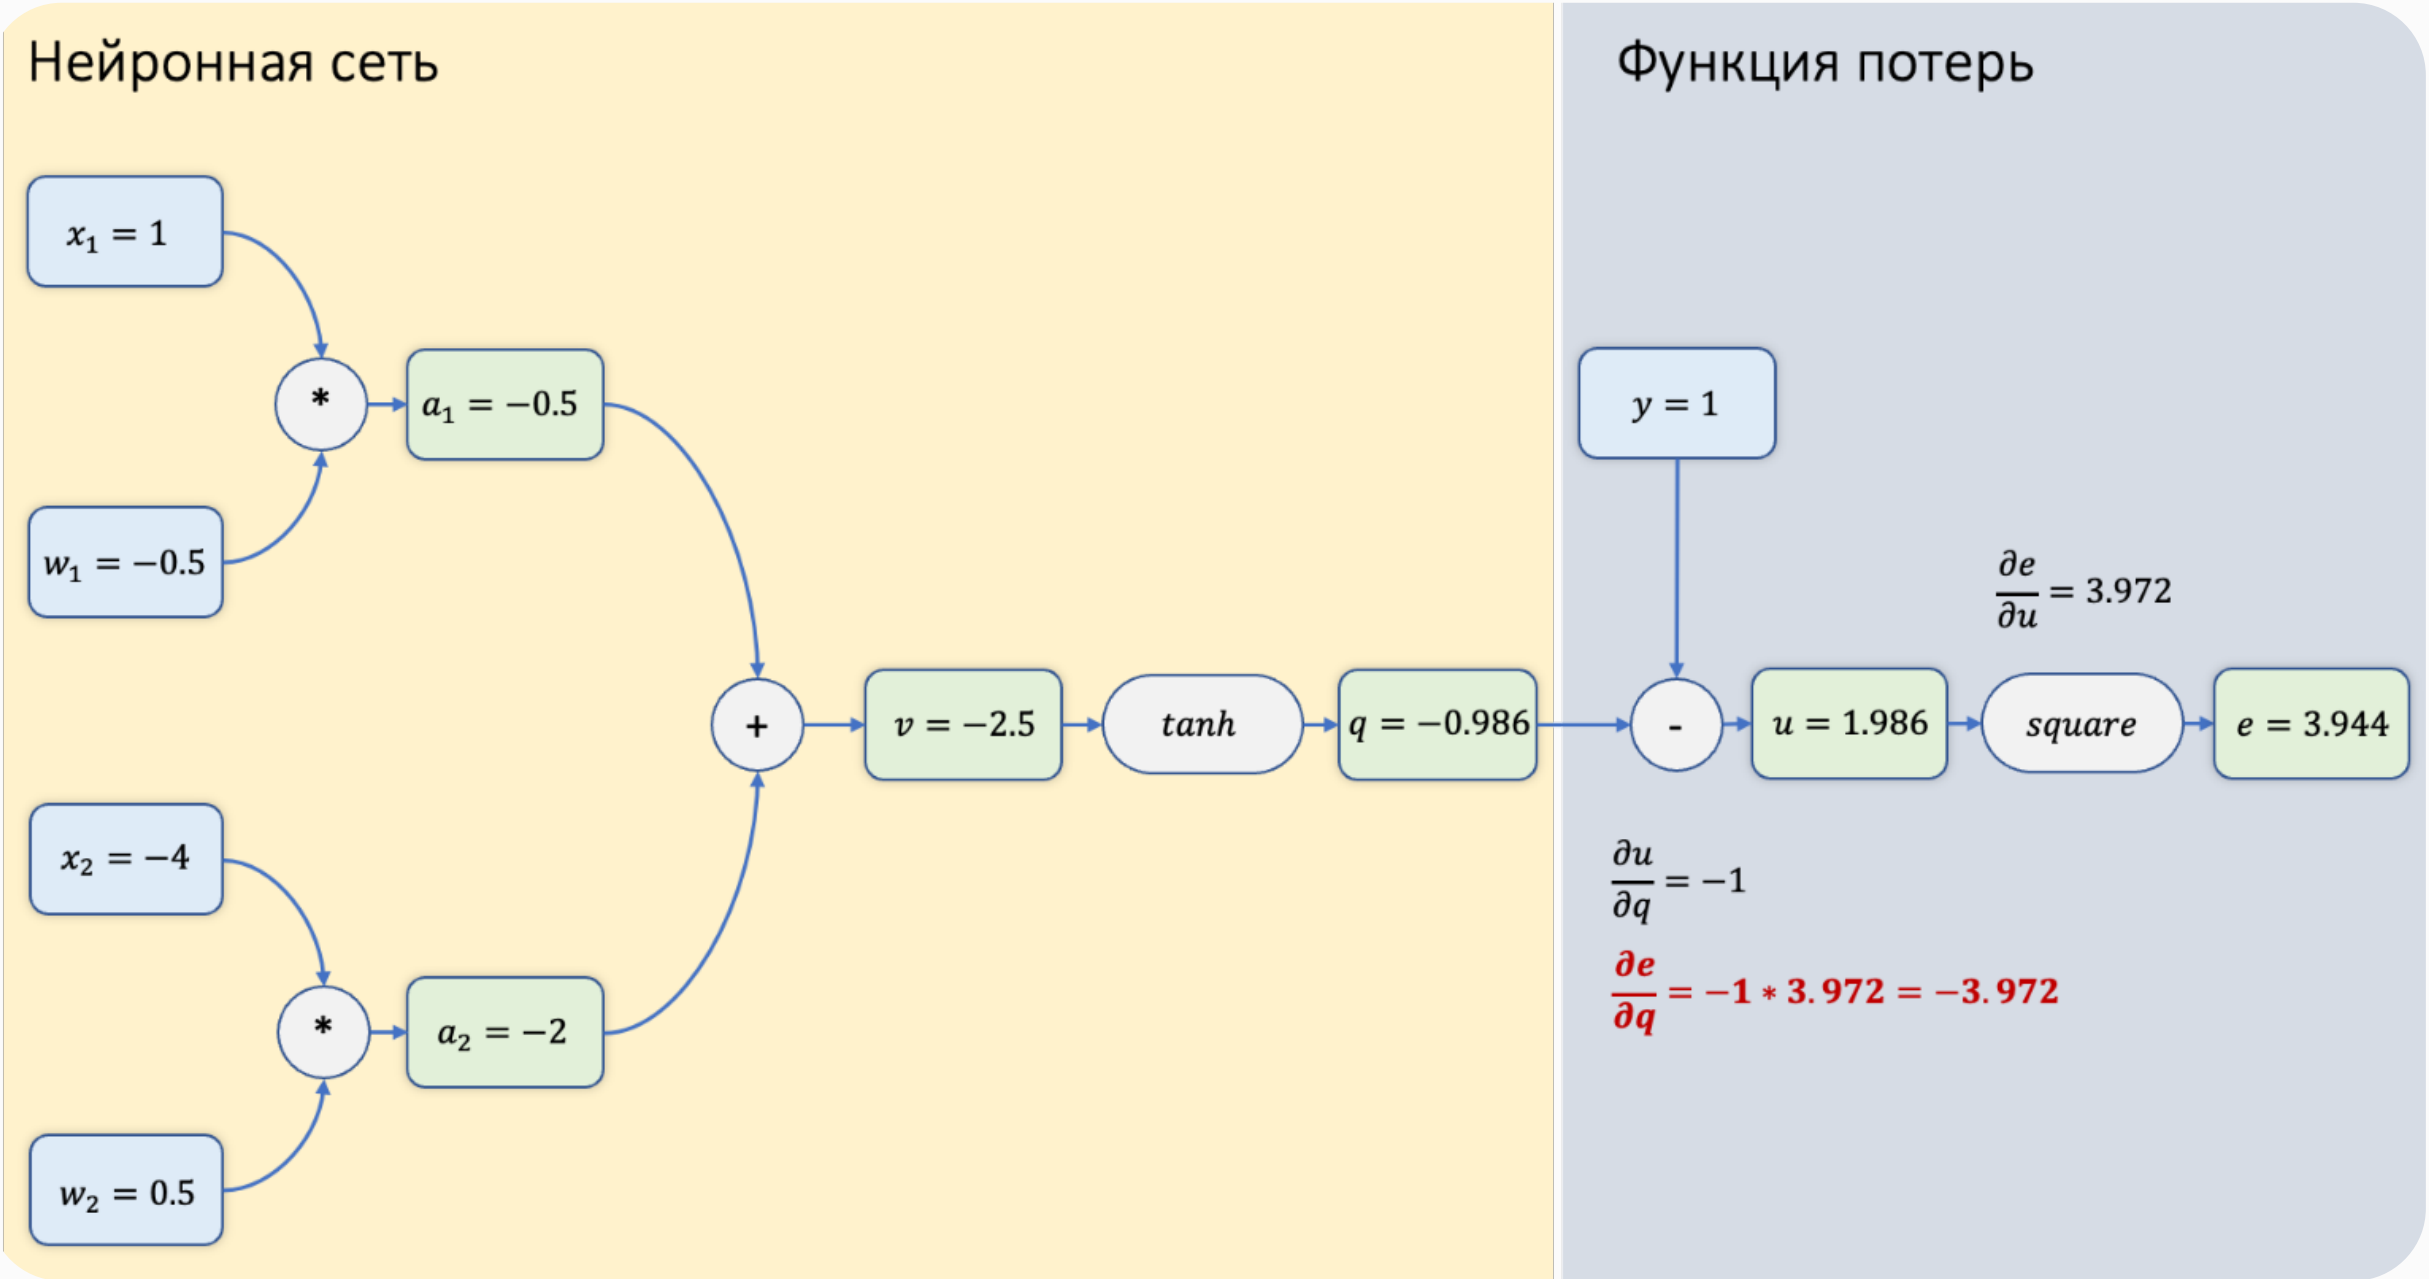 Нейронная сеть
Функция потерь
x₁ = 1
*
a₁ = −0.5
w₁ = −0.5
x₂ = −4
*
a₂ = −2
w₂ = 0.5
+
v = −2.5
tanh
q = −0.986
y = 1
-
u = 1.986
∂e/∂u = 3.972
square
e = 3.944
∂u/∂q = −1
∂e/∂q = −1 * 3.972 = −3.972